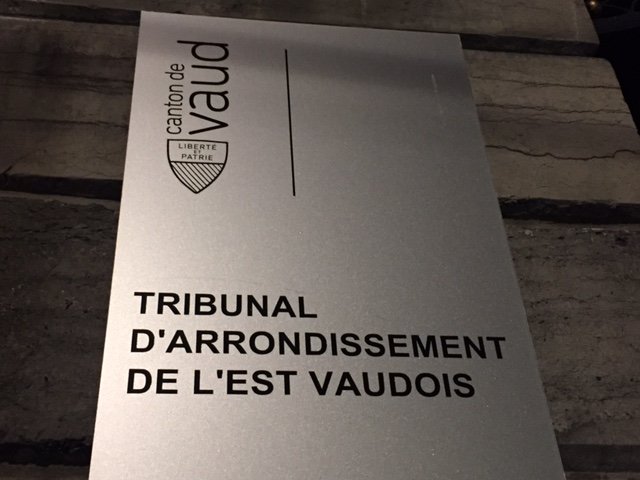 canton de
vaud
LIBERTÉ
ET
PATRIE
TRIBUNAL
D'ARRONDISSEMENT
DE L'EST VAUDOIS